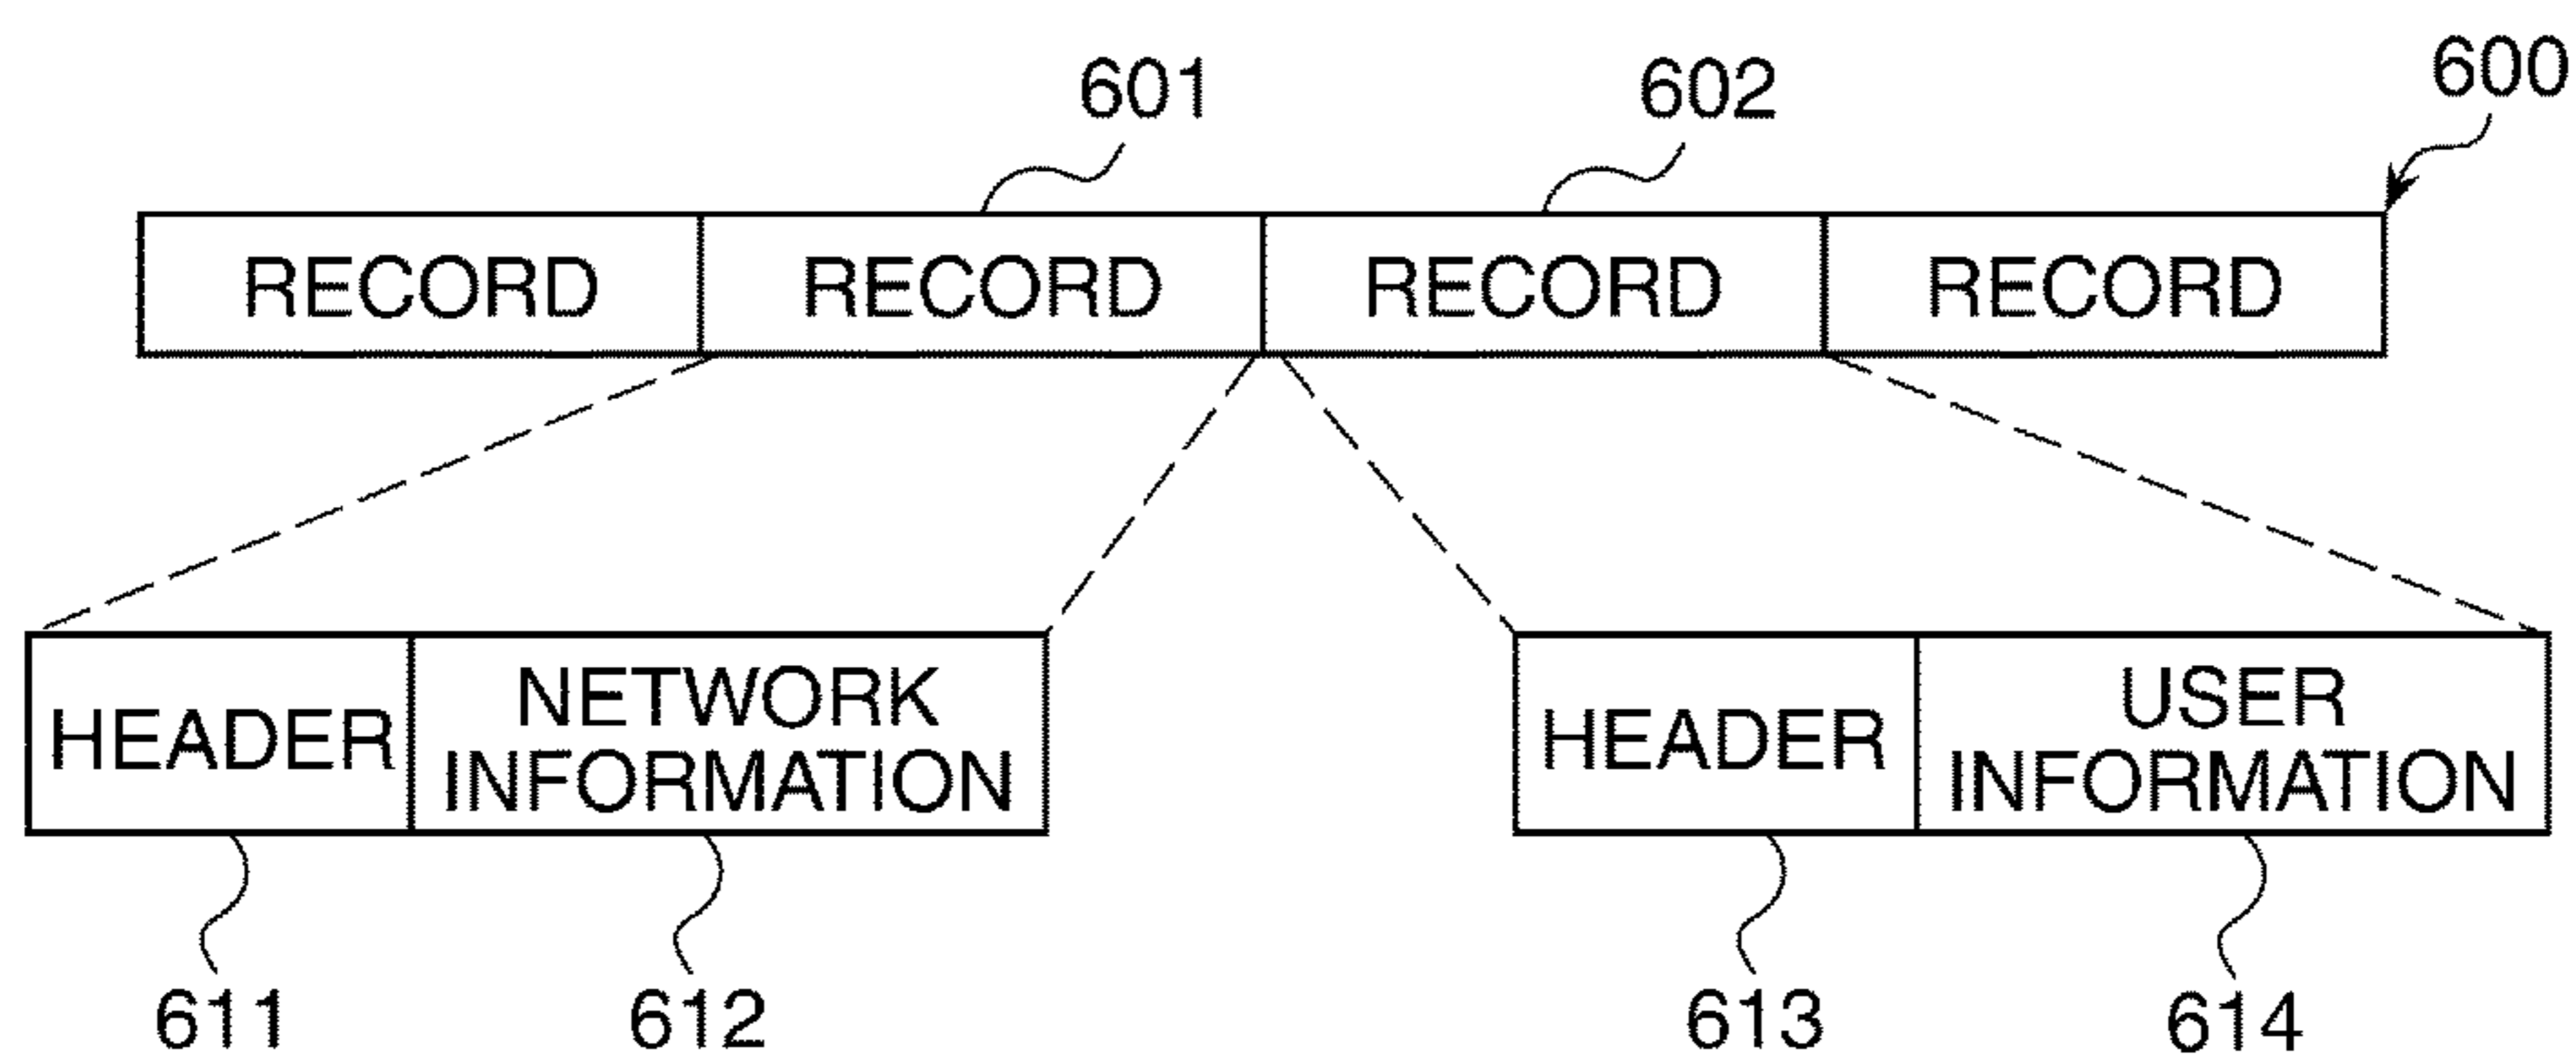 601
602
600
RECORD RECORD RECORD RECORD
HEADER
NETWORK
INFORMATION
HEADER
USER
INFORMATION
611
612
613
614